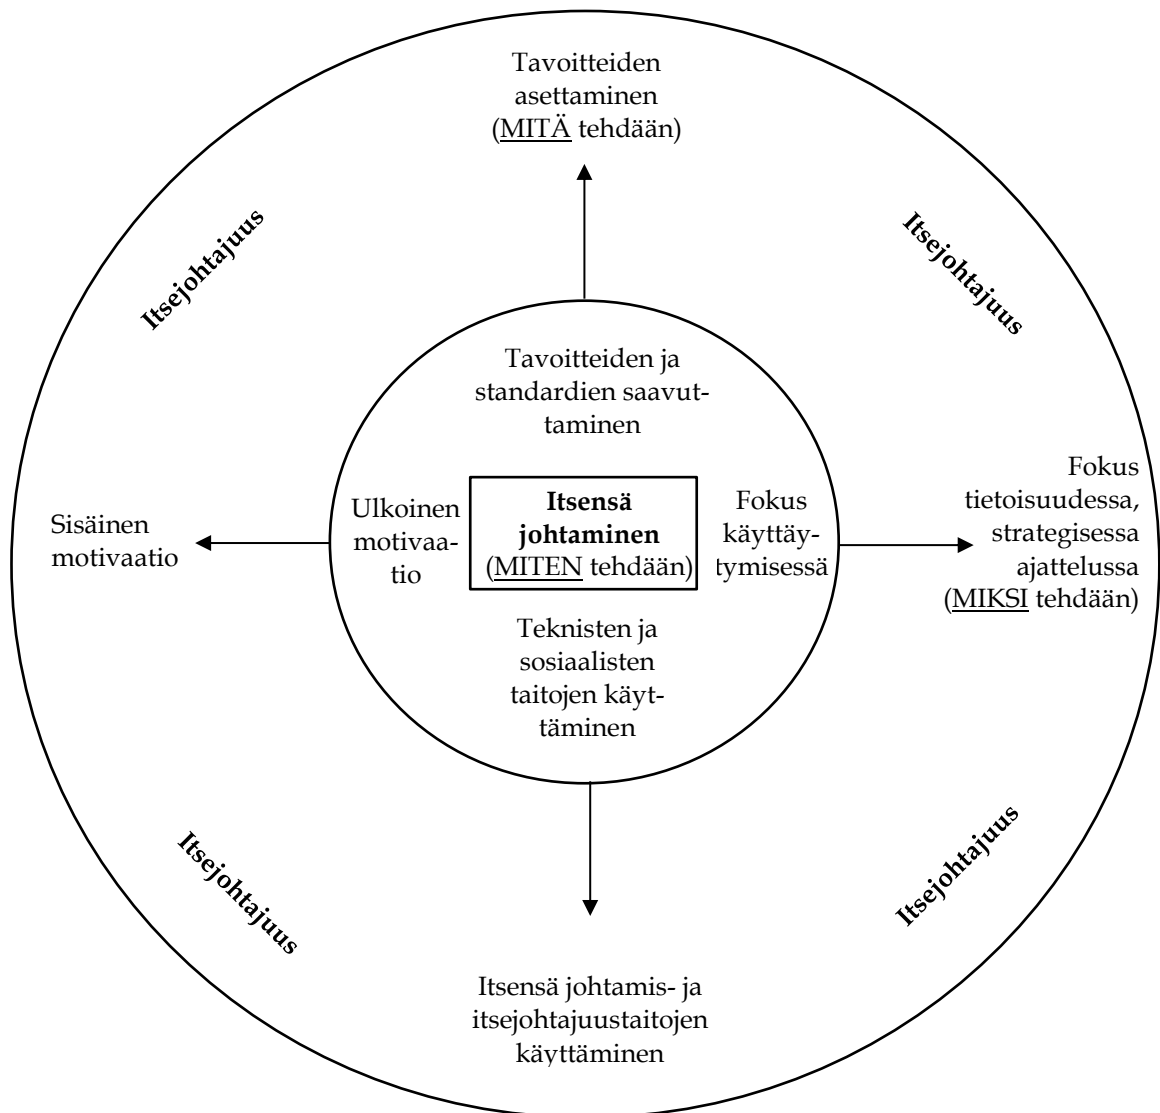 Tavoitteiden
asettaminen
(MITÄ tehdään)
Itsejohtajuus
Itsejohtajuus
Tavoitteiden ja
standardien saavut-
taminen
Sisäinen
motivaatio
Ulkoinen
motivaa-
tio
Itsensä
johtaminen
(MITEN tehdään)
Fokus
käyttäy-
tymisessä
Fokus
tietoisuudessa,
strategisessa
ajattelussa
(MIKSI tehdään)
Teknisten ja
sosiaalisten
taitojen käyt-
täminen
Itsejohtajuus
Itsejohtajuus
Itsensä johtamis- ja
itsejohtajuustaitojen
käyttäminen